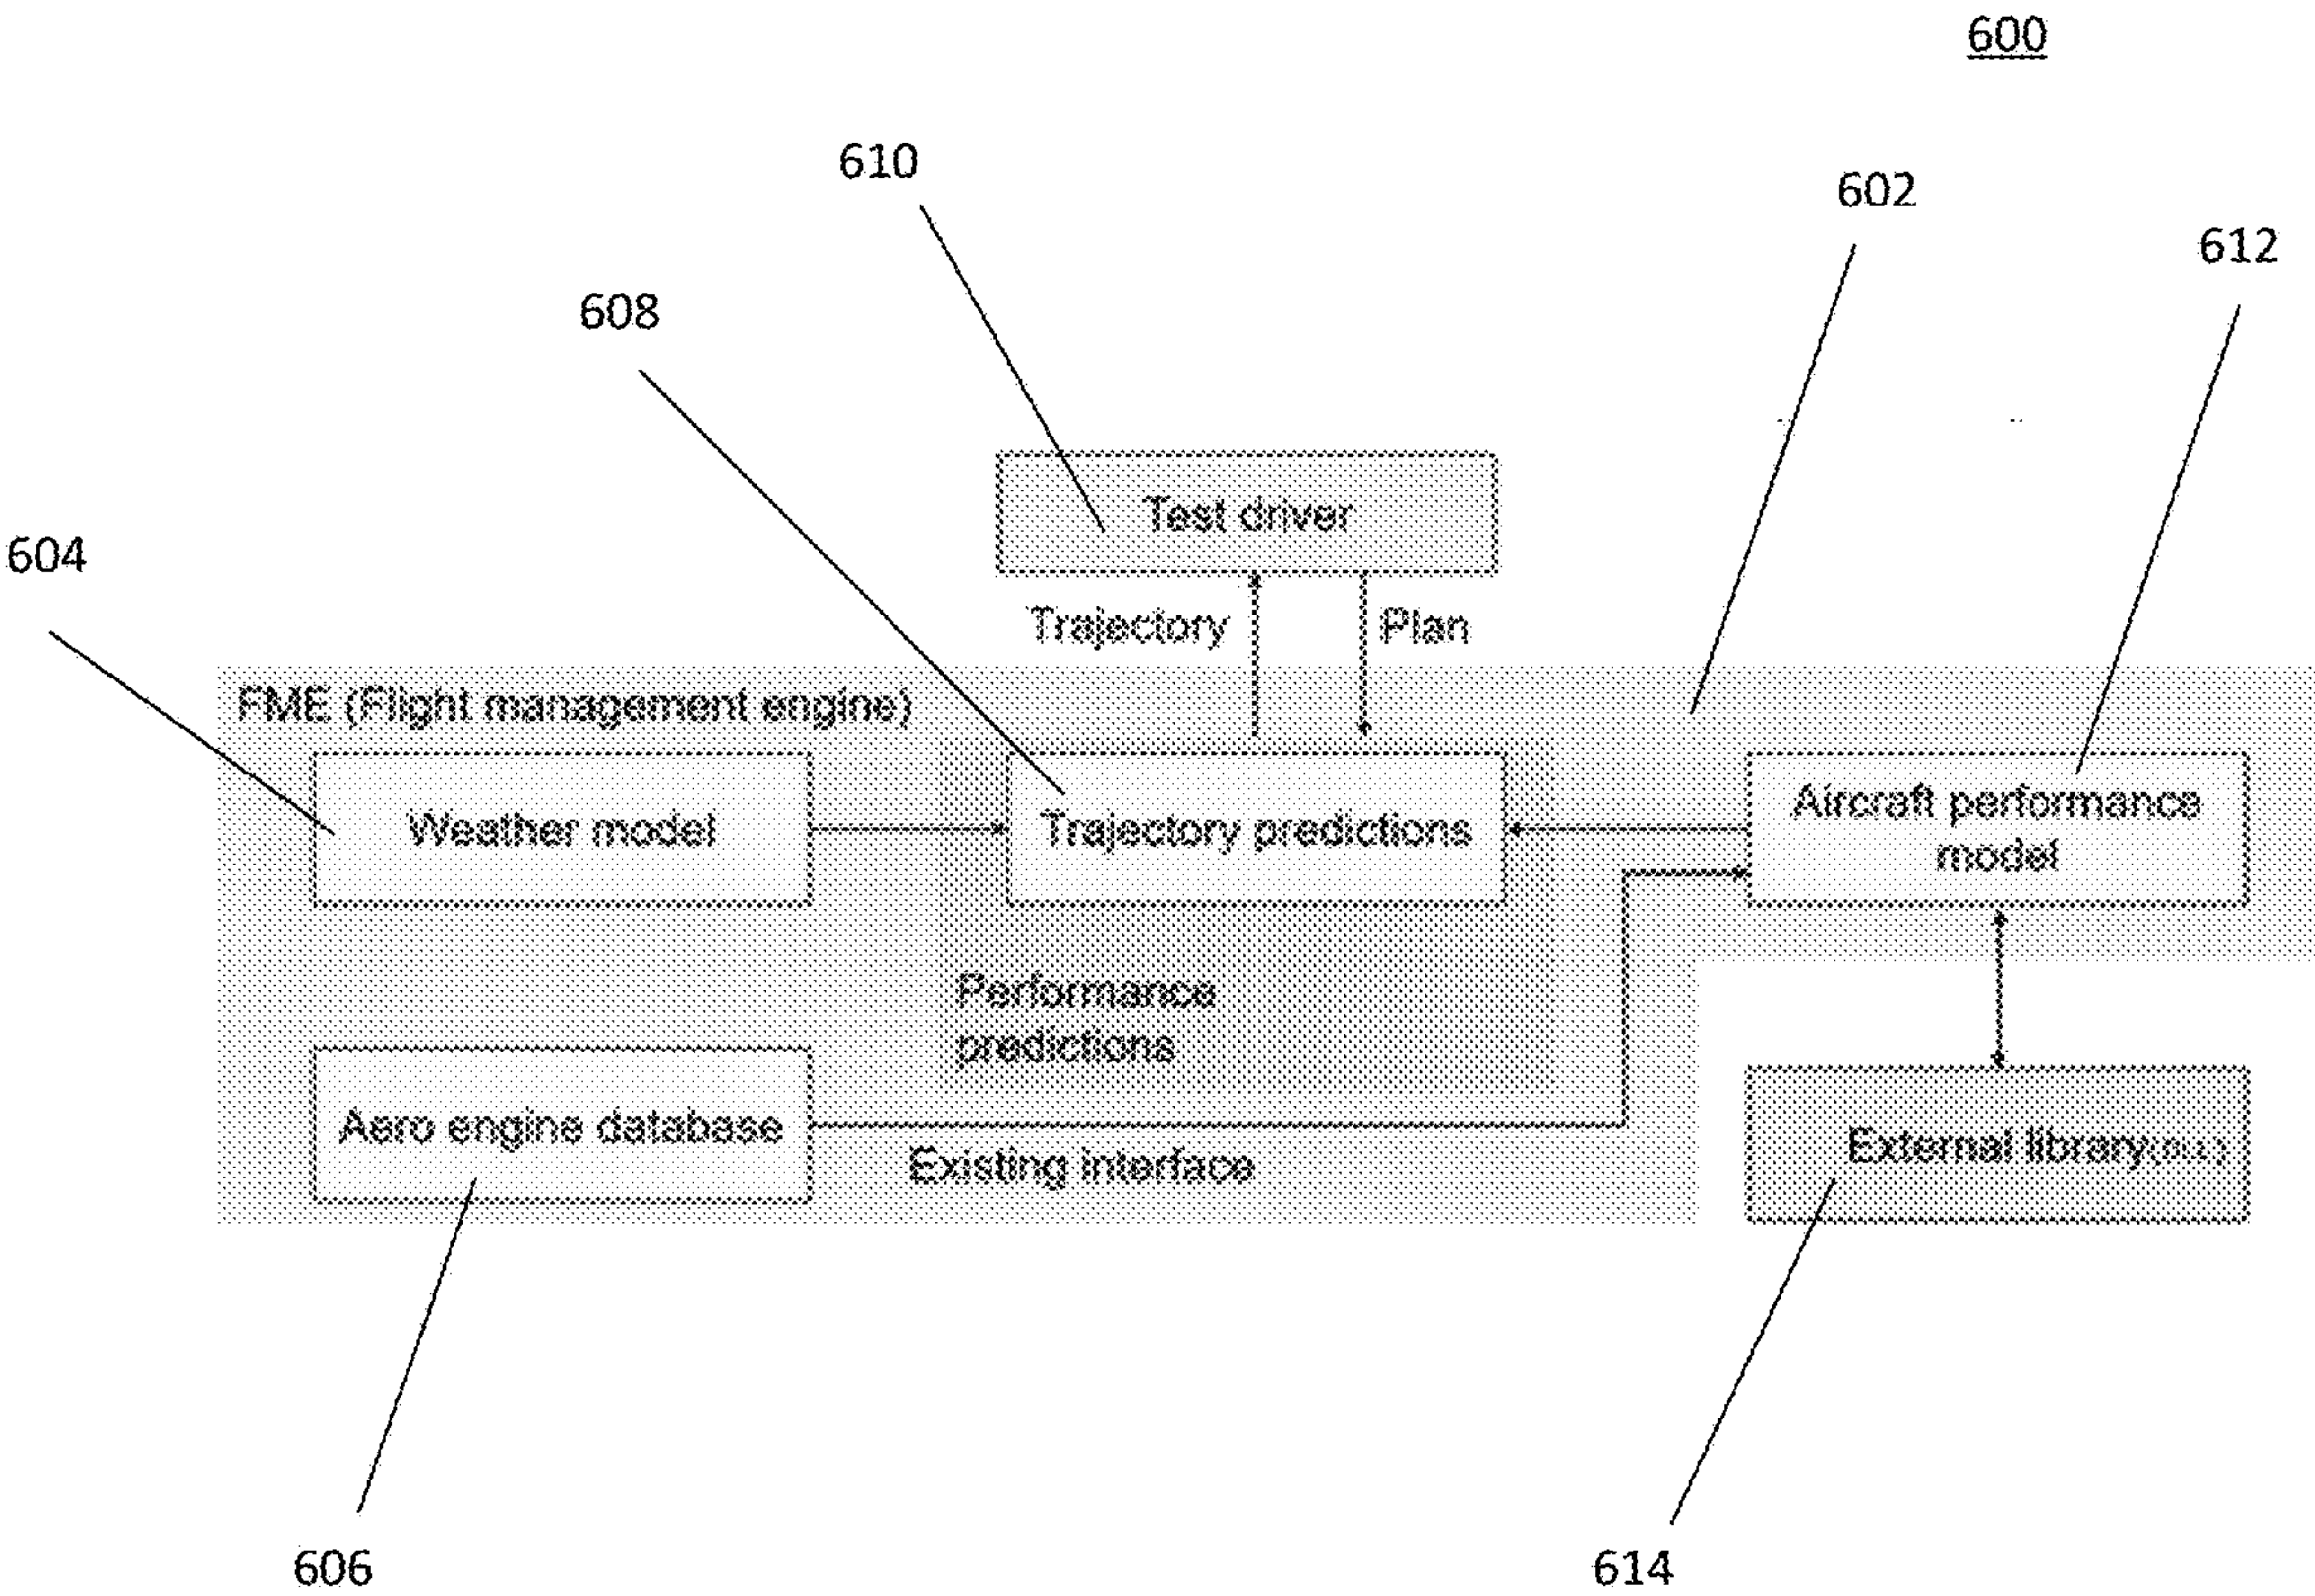 600
610
602
612
608
604
Test driver
Trajectory
Plan
FME (Flight management engine)
Weather model
Trajectory predictions
Aircraft performance
model
Performance
predictions
Aero engine database
Existing interface
External library
606
614